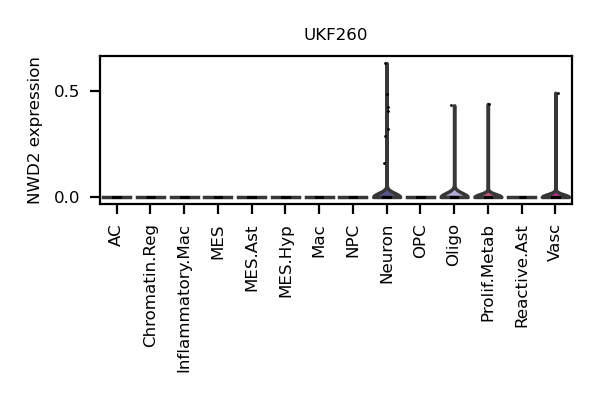 UKF260
NWD2 expression
0.5
0.0
AC
Chromatin.Reg
Inflammatory.Mac
MES
MES.Ast
MES.Hyp
Mac
NPC
Neuron
OPC
Oligo
Prolif.Metab
Reactive.Ast
Vasc